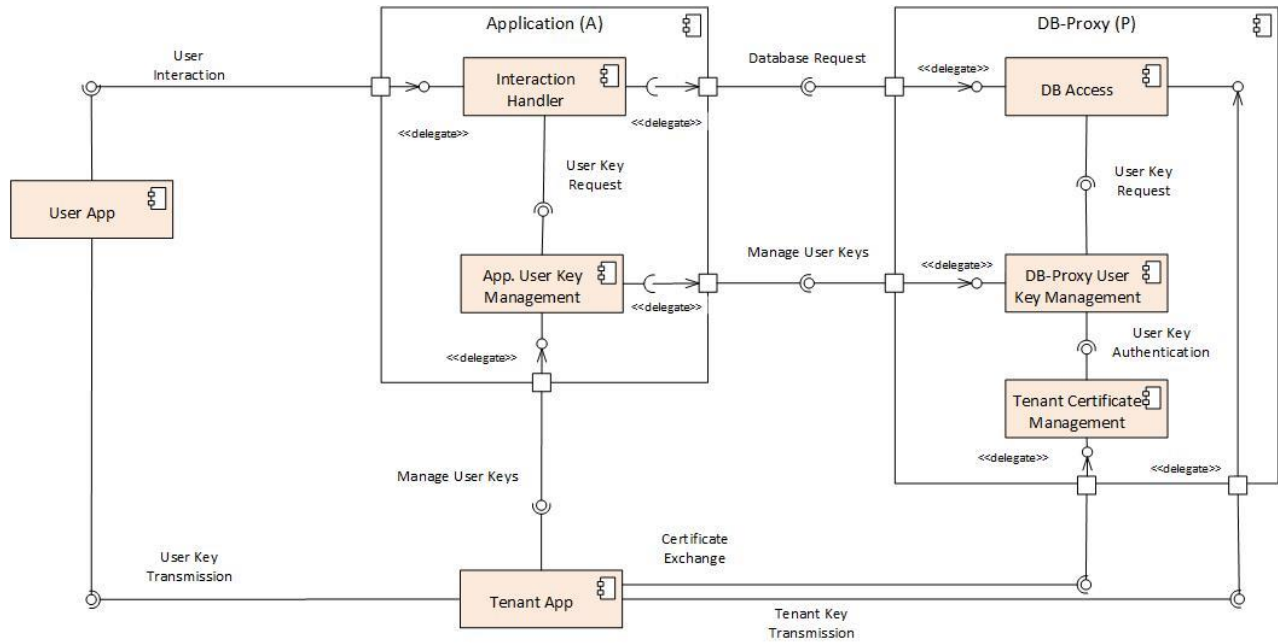 Application (A)
DB-Proxy (P)
User
Interaction
Interaction
Handler
Database Request
<<delegate>>
DB Access
<<delegate>>
<<delegate>>
User Key
Request
User Key
Request
User App
Manage User Keys
App. User Key
Management
<<delegate>>
DB-Proxy User
Key Management
<<delegate>>
User Key
Authentication
<<delegate>>
Tenant Certificate
Management
<<delegate>>
<<delegate>>
Manage User Keys
Certificate
Exchange
User Key
Transmission
Tenant App
Tenant Key
Transmission